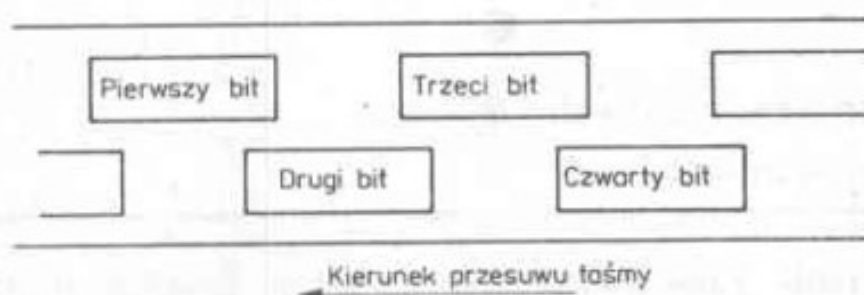 Pierwszy bit
Trzeci bit
Drugi bit
Czwarty bit
Kierunek przesuwu taśmy